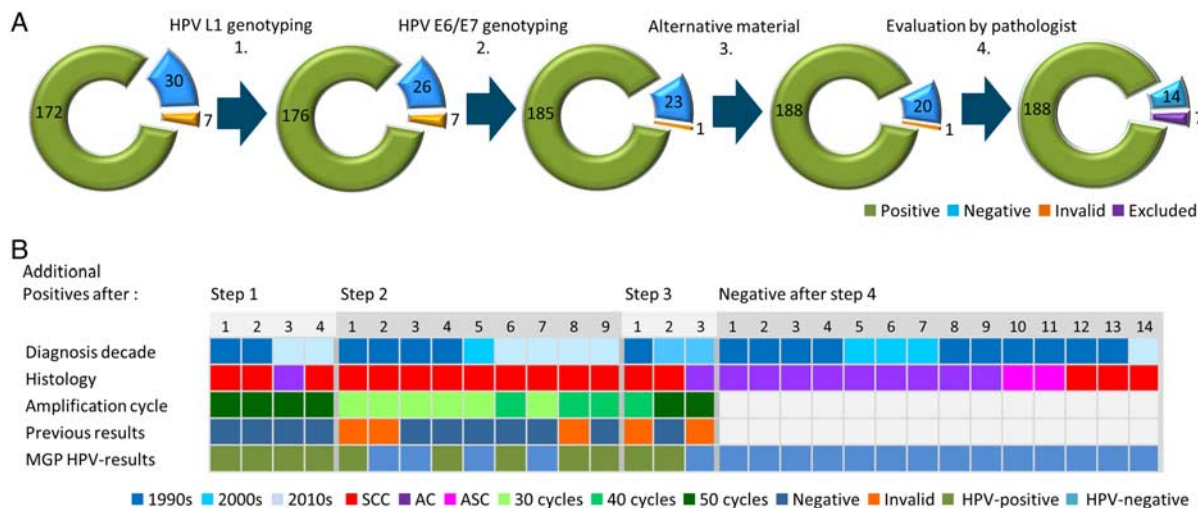 A
HPV L1 genotyping
1.
HPV E6/E7 genotyping
2.
Alternative material
3.
Evaluation by pathologist
4.
172 30 7
176 26 7
185 23 1
188 20 1
188 14 7
Positive Negative Invalid Excluded
B
Additional
Positives after : Step 1 Step 2 Step 3 Negative after step 4
1 2 3 4 1 2 3 4 5 6 7 8 9 1 2 3 1 2 3 4 5 6 7 8 9 10 11 12 13 14
Diagnosis decade
Histology
Amplification cycle
Previous results
MGP HPV-results
1990s 2000s 2010s SCC AC ASC 30 cycles 40 cycles 50 cycles Negative Invalid HPV-positive HPV-negative